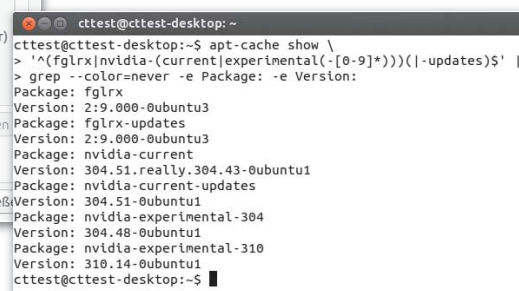 cttest@cttest-desktop: ~
cttest@cttest-desktop:~$ apt-cache show \
> '^(fglrx|nvidia-(current|experimental(-[0-9]*)))(|-updates)$' |
> grep --color=never -e Package: -e Version:
Package: fglrx
Version: 2:9.000-0ubuntu3
Package: fglrx-updates
Version: 2:9.000-0ubuntu3
Package: nvidia-current
Version: 304.51.really.304.43-0ubuntu1
Package: nvidia-current-updates
Version: 304.51-0ubuntu1
Package: nvidia-experimental-304
Version: 304.48-0ubuntu1
Package: nvidia-experimental-310
Version: 310.14-0ubuntu1
cttest@cttest-desktop:~$